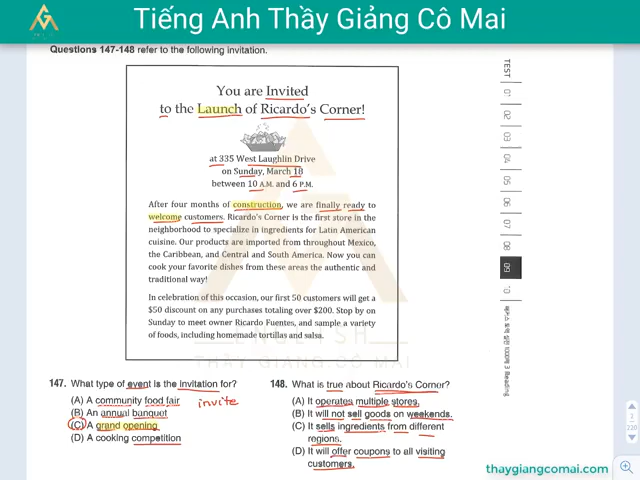 Tiếng Anh Thầy Giảng Cô Mai
Questions 147-148 refer to the following invitation.
You are Invited
to the Launch of Ricardo's Corner!
at 335 West Laughlin Drive
on Sunday, March 18
between 10 A.M. and 6 P.M.
After four months of construction, we are finally ready to
welcome customers. Ricardo's Corner is the first store in the
neighborhood to specialize in ingredients for Latin American
cuisine. Our products are imported from throughout Mexico,
the Caribbean, and Central and South America. Now you can
cook your favorite dishes from these areas the authentic and
traditional way!
In celebration of this occasion, our first 50 customers will get a
$50 discount on any purchases totaling over $200. Stop by on
Sunday to meet owner Ricardo Fuentes, and sample a variety
of foods, including homemade tortillas and salsa.
THAY GIANG CO MAI
147. What type of event is the invitation for?
(A) A community food fair
(B) An annual banquet
(C) A grand opening
(D) A cooking competition
invite
148. What is true about Ricardo's Corner?
(A) It operates multiple stores.
(B) It will not sell goods on weekends.
(C) It sells ingredients from different
regions.
(D) It will offer coupons to all visiting
customers.
TEST
01
02
03
04
05
06
07
08
09
10
Reading
2
220
thaygiangcomai.com